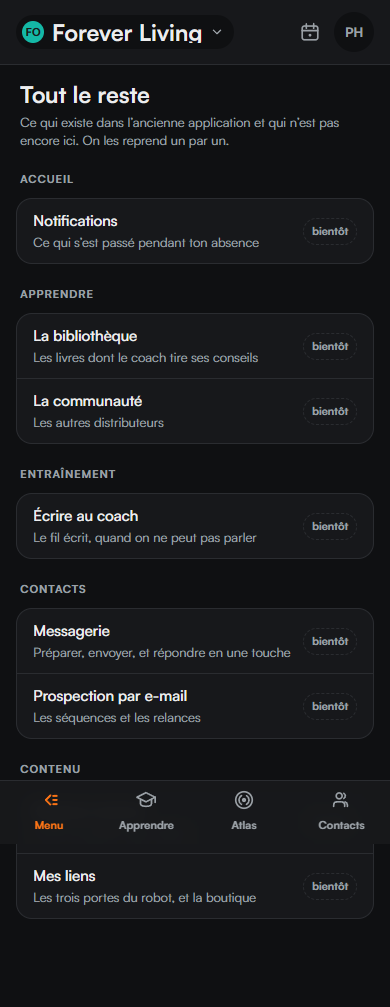 FO Forever Living
PH
Tout le reste
Ce qui existe dans l’ancienne application et qui n’est pas
encore ici. On les reprend un par un.
ACCUEIL
Notifications
Ce qui s’est passé pendant ton absence
bientôt
APPRENDRE
La bibliothèque
Les livres dont le coach tire ses conseils
bientôt
La communauté
Les autres distributeurs
bientôt
ENTRAÎNEMENT
Écrire au coach
Le fil écrit, quand on ne peut pas parler
bientôt
CONTACTS
Messagerie
Préparer, envoyer, et répondre en une touche
bientôt
Prospection par e-mail
Les séquences et les relances
bientôt
CONTENU
Menu
Apprendre
Atlas
Contacts
Mes liens
Les trois portes du robot, et la boutique
bientôt